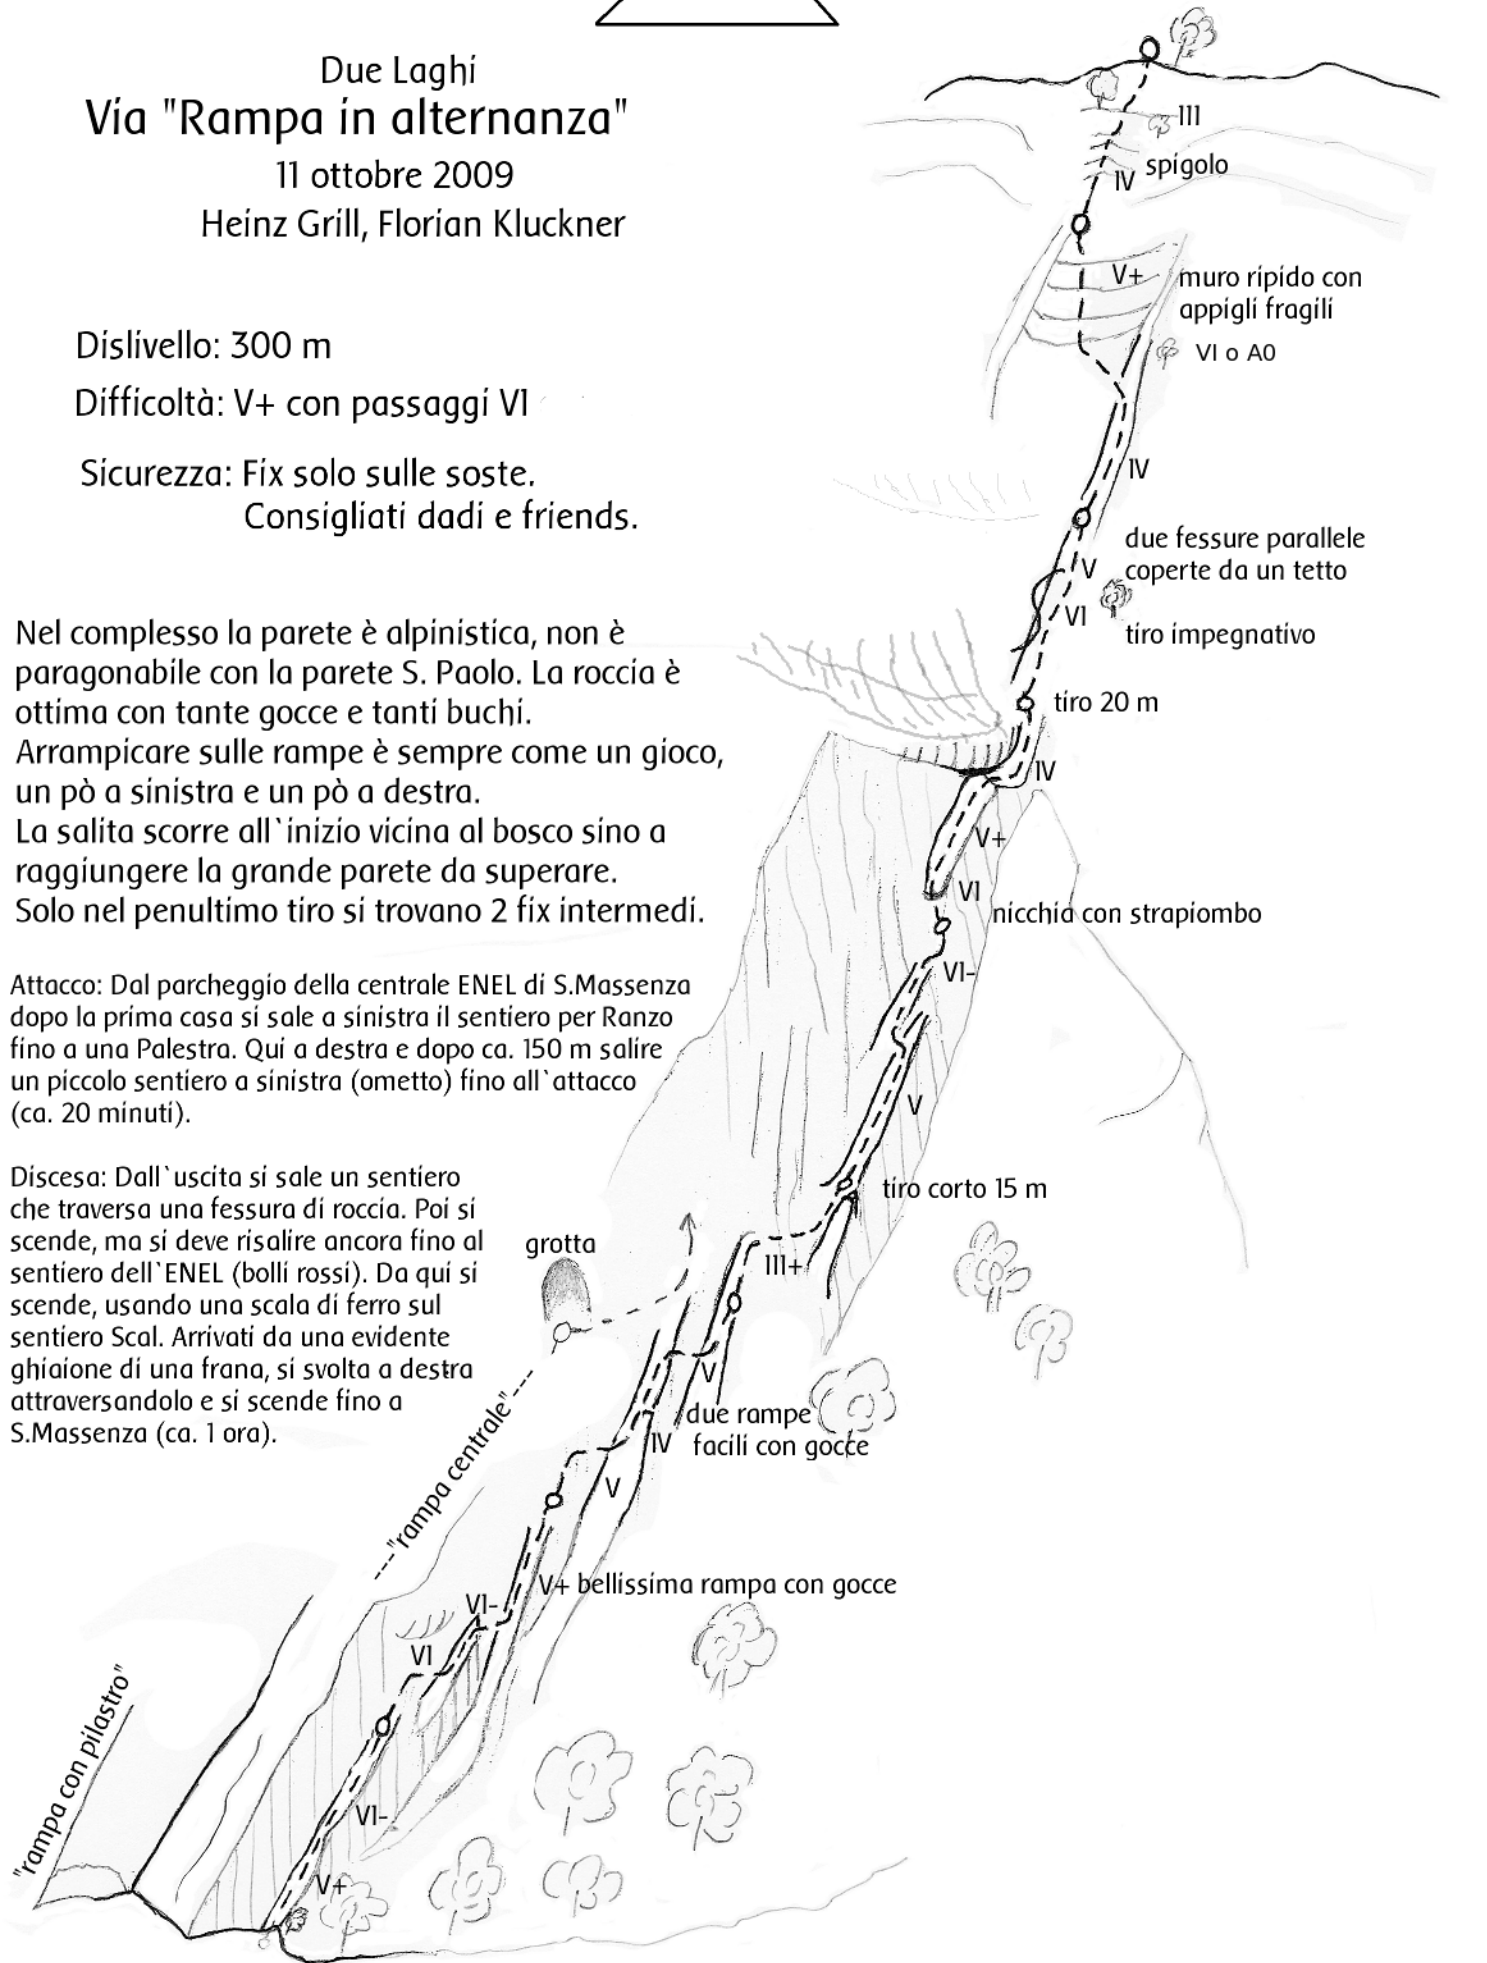 Due Laghi
Via "Rampa in alternanza"
11 ottobre 2009
Heinz Grill, Florian Kluckner
Dislivello: 300 m
Difficoltà: V+ con passaggi VI
Sicurezza: Fix solo sulle soste.
Consigliati dadi e friends.
Nel complesso la parete è alpinistica, non è
paragonabile con la parete S. Paolo. La roccia è
ottima con tante gocce e tanti buchi.
Arrampicare sulle rampe è sempre come un gioco,
un pò a sinistra e un pò a destra.
La salita scorre all`inizio vicina al bosco sino a
raggiungere la grande parete da superare.
Solo nel penultimo tiro si trovano 2 fix intermedi.
Attacco: Dal parcheggio della centrale ENEL di S.Massenza
dopo la prima casa si sale a sinistra il sentiero per Ranzo
fino a una Palestra. Qui a destra e dopo ca. 150 m salire
un piccolo sentiero a sinistra (ometto) fino all`attacco
(ca. 20 minuti).
Discesa: Dall`uscita si sale un sentiero
che traversa una fessura di roccia. Poi si
scende, ma si deve risalire ancora fino al
sentiero dell`ENEL (bolli rossi). Da qui si
scende, usando una scala di ferro sul
sentiero Scal. Arrivati da una evidente
ghiaione di una frana, si svolta a destra
attraversandolo e si scende fino a
S.Massenza (ca. 1 ora).
III
spigolo
IV
V+
muro ripido con
appigli fragili
VI o A0
IV
due fessure parallele
coperte da un tetto
V
VI
tiro impegnativo
tiro 20 m
IV
V+
VI
nicchia con strapiombo
VI-
V
tiro corto 15 m
grotta
III+
V
due rampe
facili con gocce
IV
V
"rampa centrale"
V+ bellissima rampa con gocce
VI-
VI
"rampa con pilastro"
VI-
V+